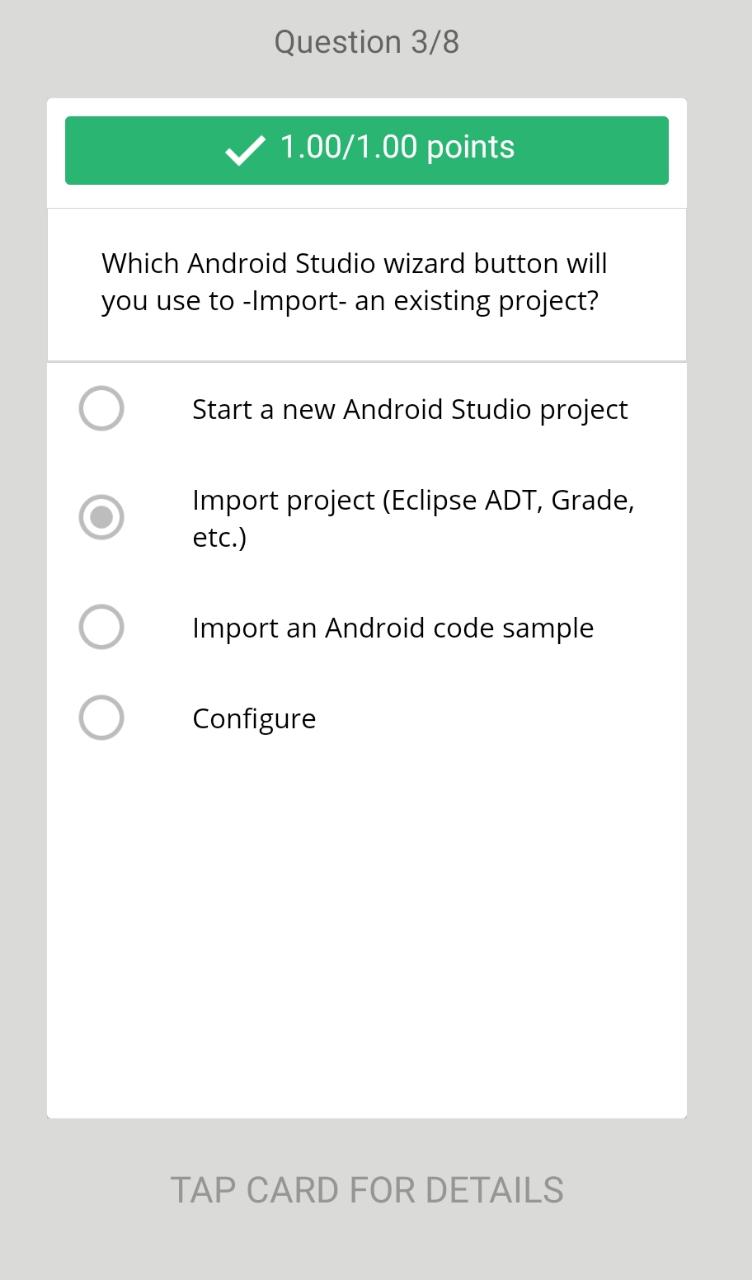 Question 3/8
1.00/1.00 points
Which Android Studio wizard button will
you use to -Import- an existing project?
Start a new Android Studio project
Import project (Eclipse ADT, Grade,
etc.)
Import an Android code sample
Configure
TAP CARD FOR DETAILS